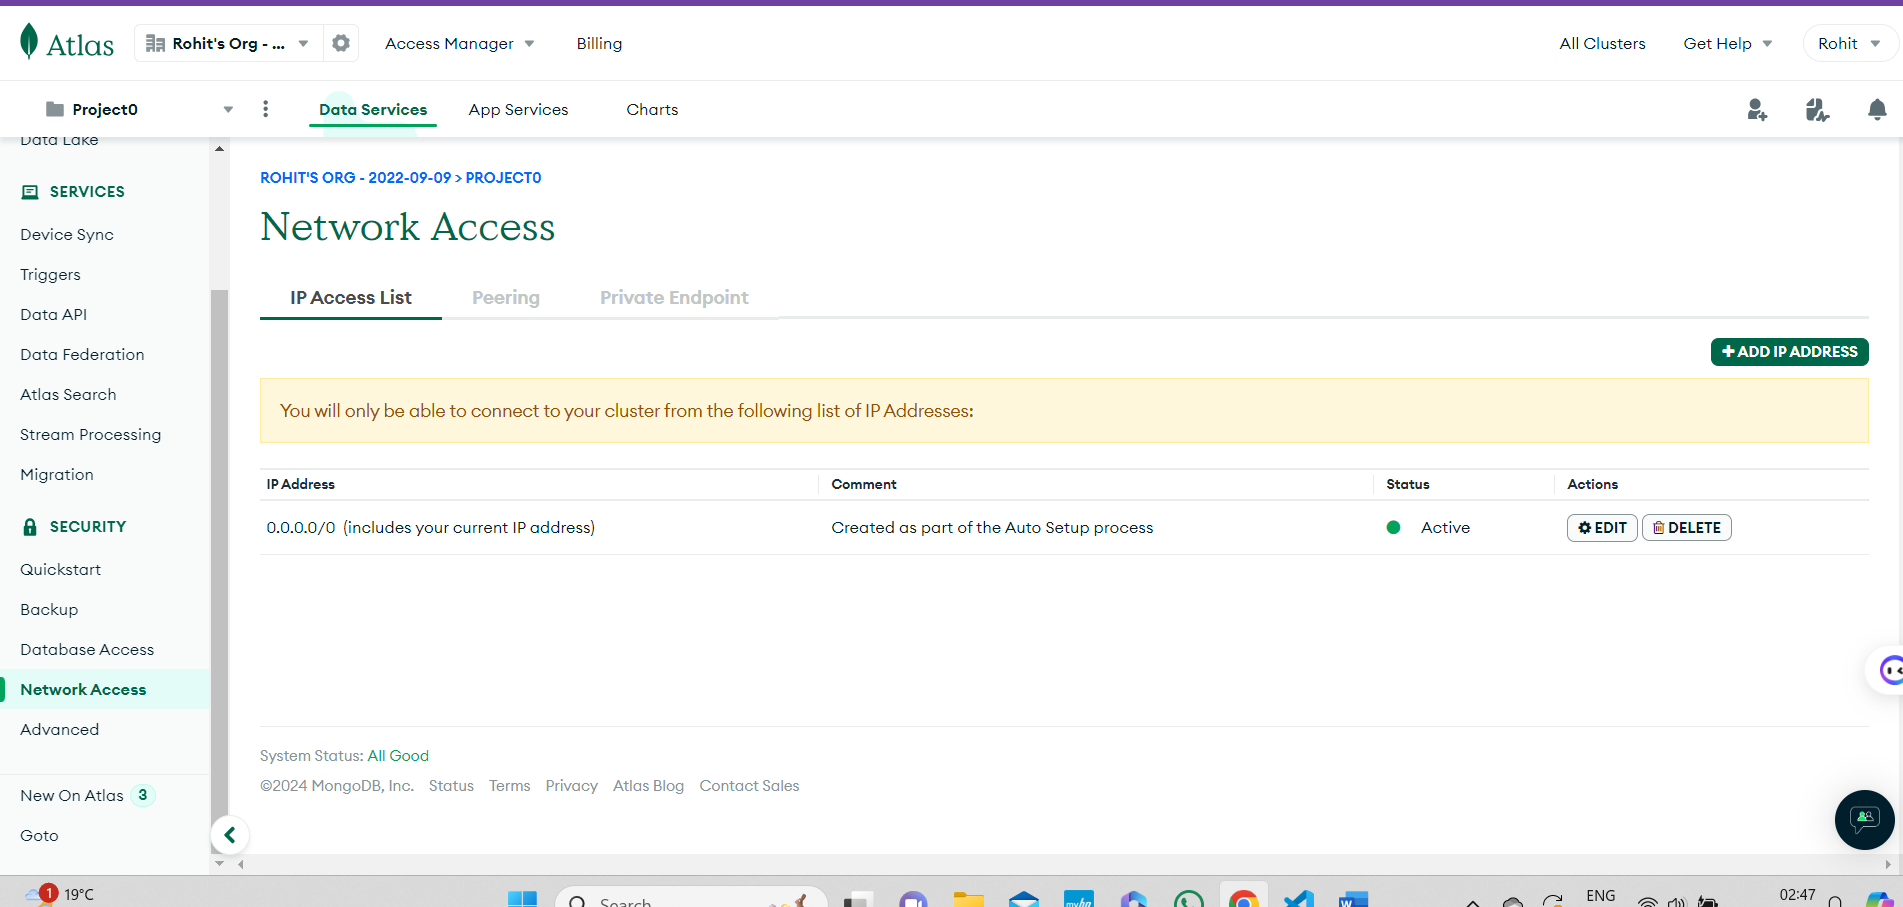 Atlas
Rohit's Org - ...
Access Manager
Billing
All Clusters
Get Help
Rohit
Project0
Data Services
App Services
Charts
Data Lake
SERVICES
Device Sync
Triggers
Data API
Data Federation
Atlas Search
Stream Processing
Migration
SECURITY
Quickstart
Backup
Database Access
Network Access
Advanced
New On Atlas 3
Goto
ROHIT'S ORG - 2022-09-09 > PROJECT0
Network Access
IP Access List
Peering
Private Endpoint
+ ADD IP ADDRESS
You will only be able to connect to your cluster from the following list of IP Addresses:
IP Address
Comment
Status
Actions
0.0.0.0/0 (includes your current IP address)
Created as part of the Auto Setup process
Active
EDIT
DELETE
System Status: All Good
©2024 MongoDB, Inc. Status Terms Privacy Atlas Blog Contact Sales
1
19°C
Search
myhp
W
ENG
02:47